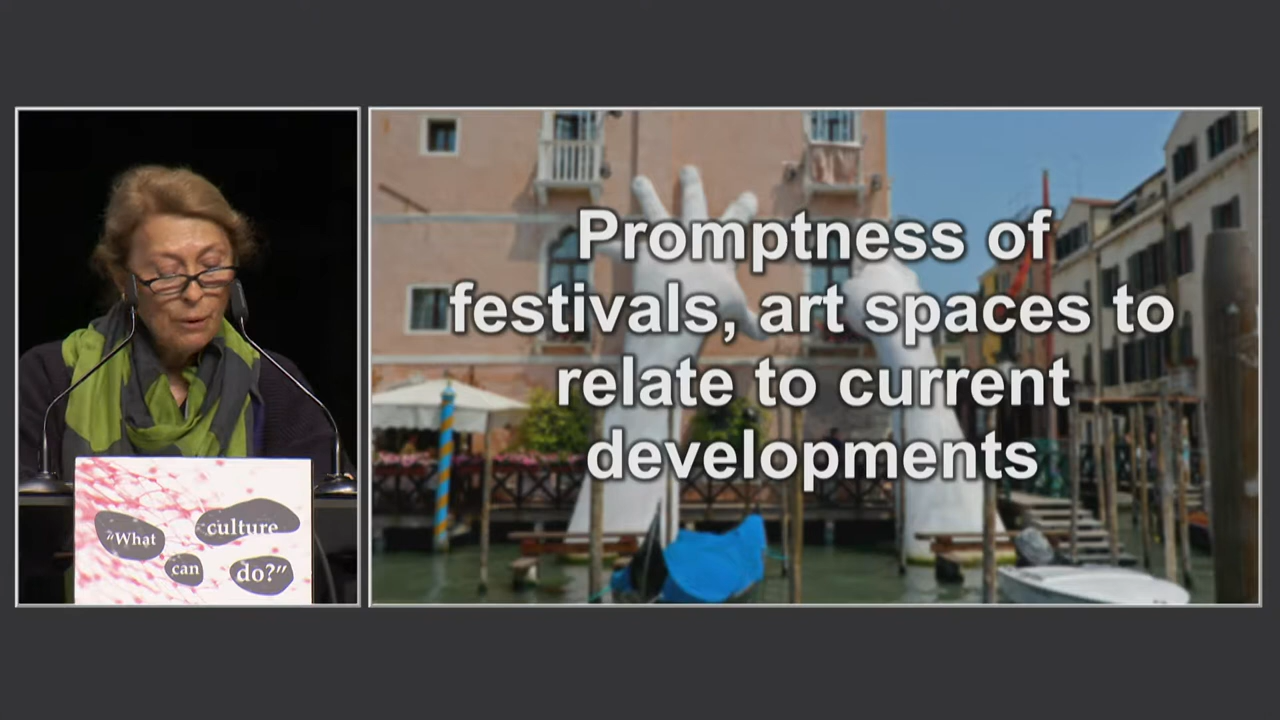 Promptness of
festivals, art spaces to
relate to current
developments
"What
culture
can
do?"